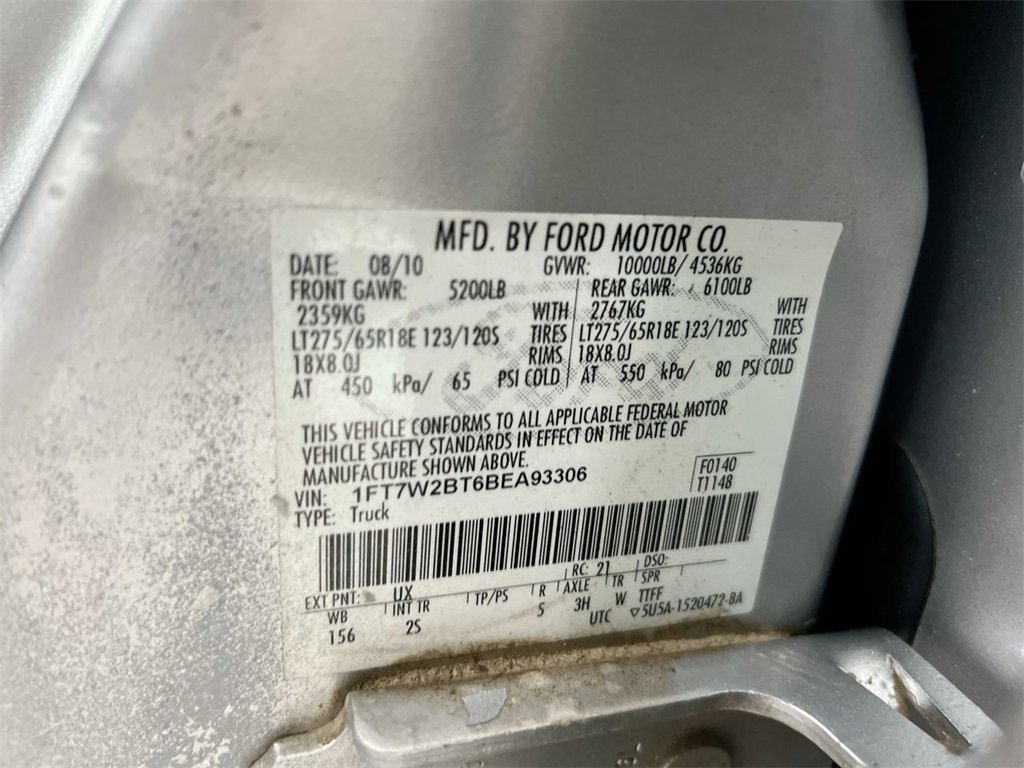 MFD. BY FORD MOTOR CO.
DATE: 08/10 GVWR: 10000LB/ 4536KG
FRONT GAWR: 5200LB REAR GAWR: 6100LB
2359KG WITH 2767KG WITH
LT275/65R18E 123/120S TIRES LT275/65R18E 123/120S TIRES
18X8.0J RIMS 18X8.0J RIMS
AT 450 kPa/ 65 PSI COLD AT 550 kPa/ 80 PSI COLD
THIS VEHICLE CONFORMS TO ALL APPLICABLE FEDERAL MOTOR
VEHICLE SAFETY STANDARDS IN EFFECT ON THE DATE OF
MANUFACTURE SHOWN ABOVE.
VIN: 1FT7W2BT6BEA93306 F0140
TYPE: Truck T1148
EXT PNT: UX RC: 21 DSO:
WB INT TR TP/PS R AXLE TR SPR
156 2S 5 3H W TTFF
UTC ▽5U5A-1520472-BA